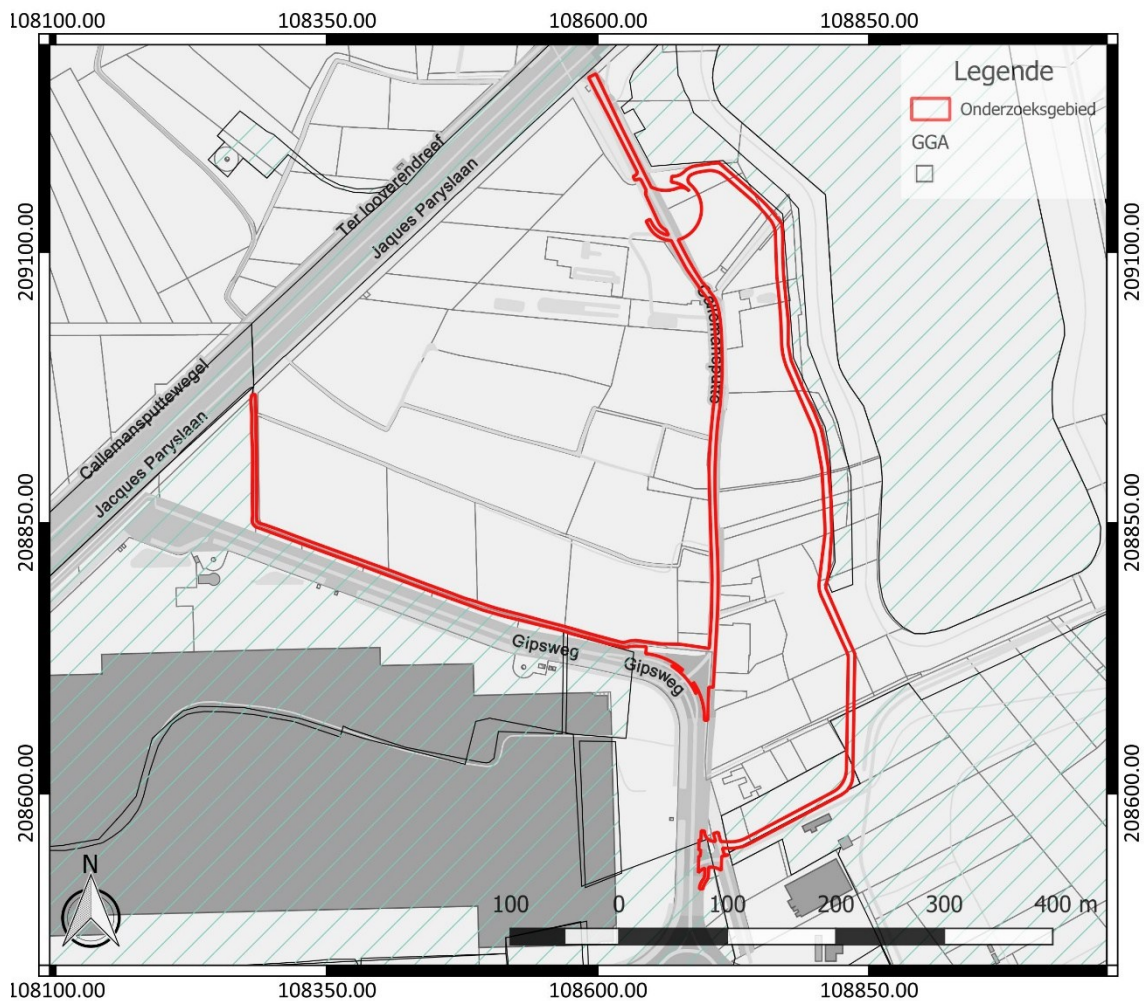 108100.00 108350.00 108600.00 108850.00
Legende
Onderzoeksgebied
GGA
Ter looverendreef
Jaques Paryslaan
209100.00
209100.00
Callemansputte
Callemansputtewegel
Jacques Paryslaan
208850.00
208850.00
Gipsweg
Gipsweg
208600.00
208600.00
N
100 0 100 200 300 400 m
108100.00 108350.00 108600.00 108850.00